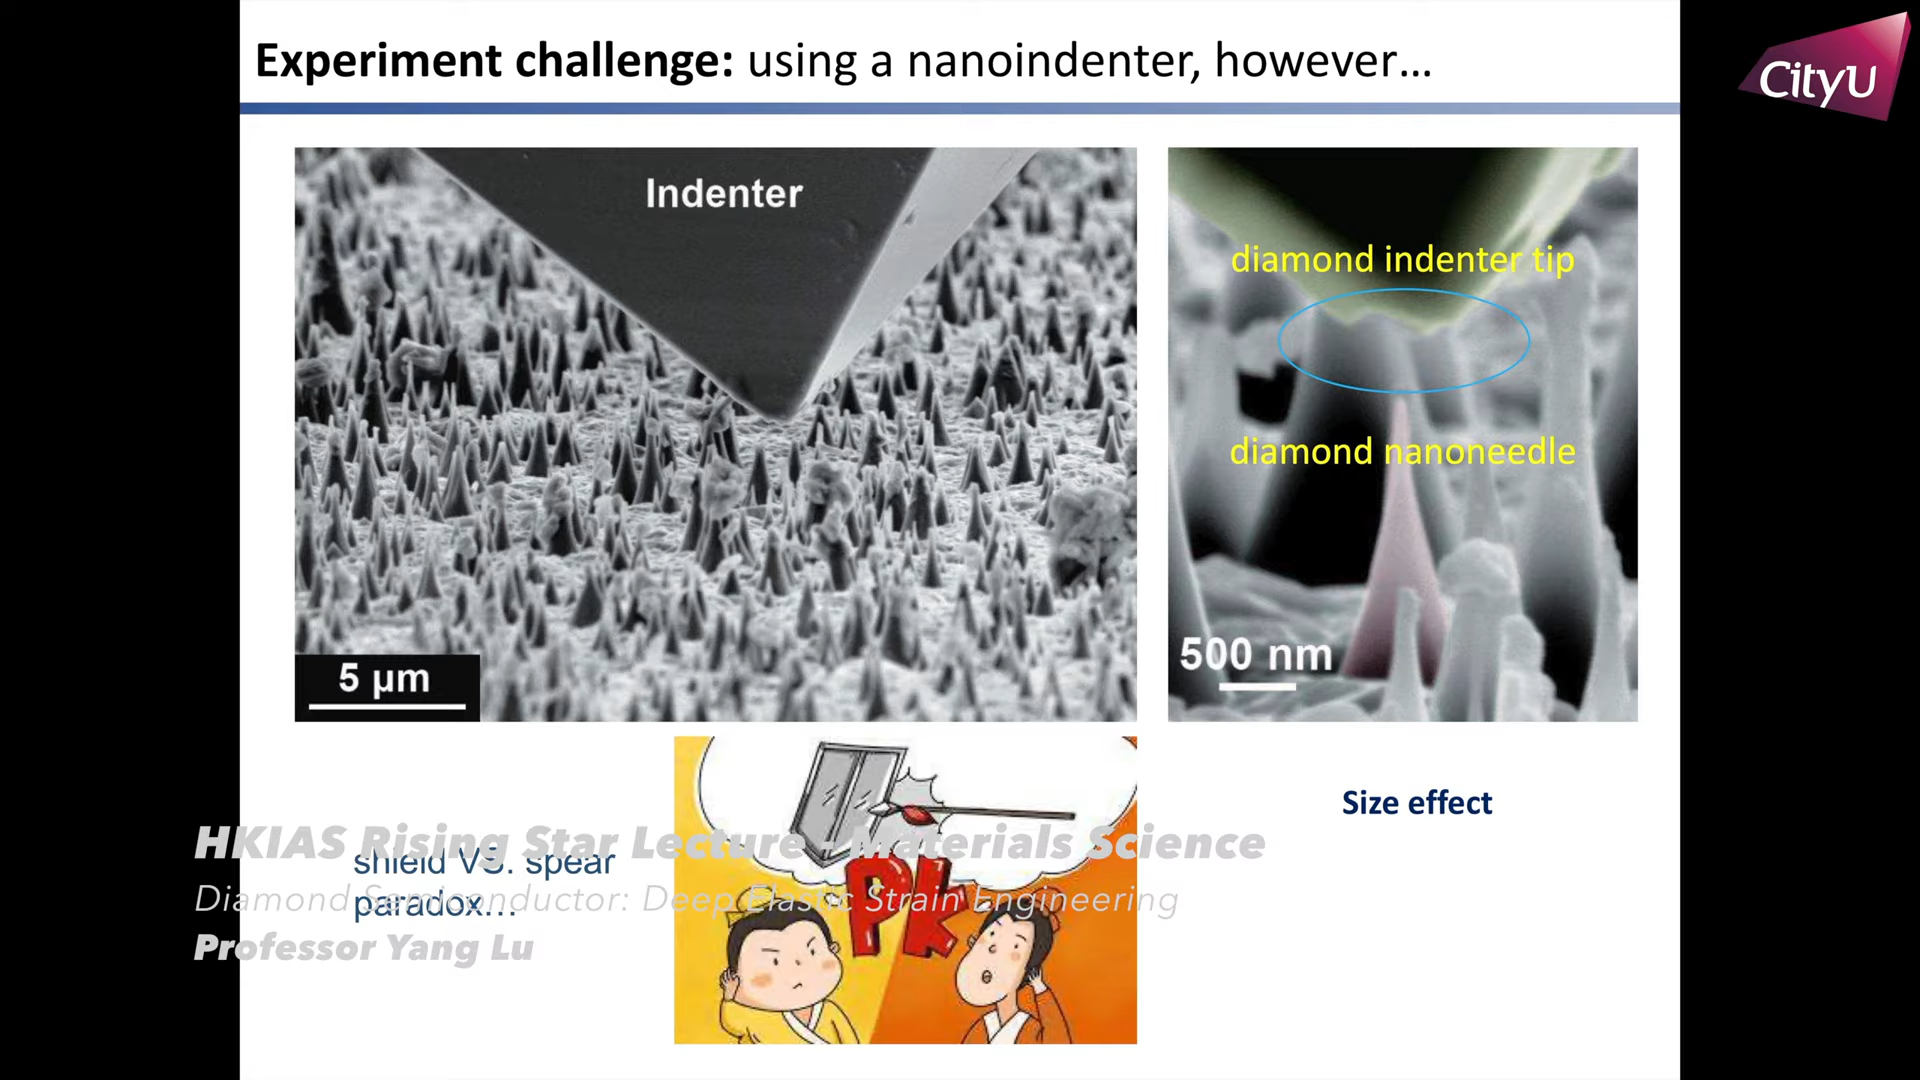 Experiment challenge: using a nanoindenter, however...
CityU
Indenter
5 µm
diamond indenter tip
diamond nanoneedle
500 nm
Size effect
shield VS. spear
paradox...
Pk
HKIAS Rising Star Lecture - Materials Science
Diamond Semiconductor: Deep Elastic Strain Engineering
Professor Yang Lu